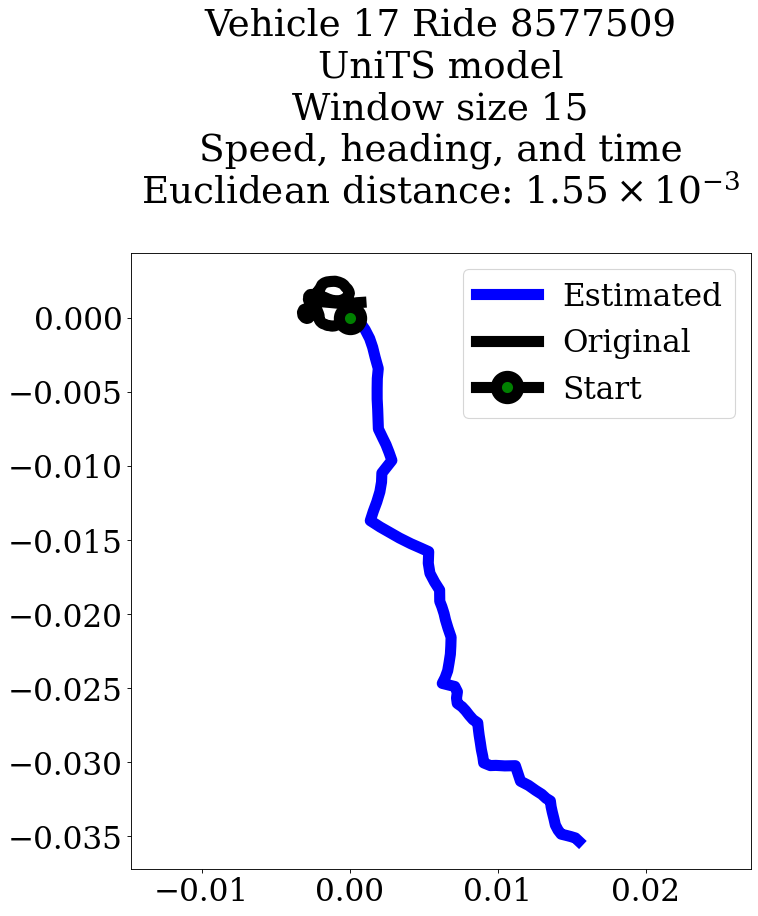 Vehicle 17 Ride 8577509
UniTS model
Window size 15
Speed, heading, and time
Euclidean distance: 1.55 × 10⁻³
Estimated
Original
Start
0.000
−0.005
−0.010
−0.015
−0.020
−0.025
−0.030
−0.035
−0.01 0.00 0.01 0.02